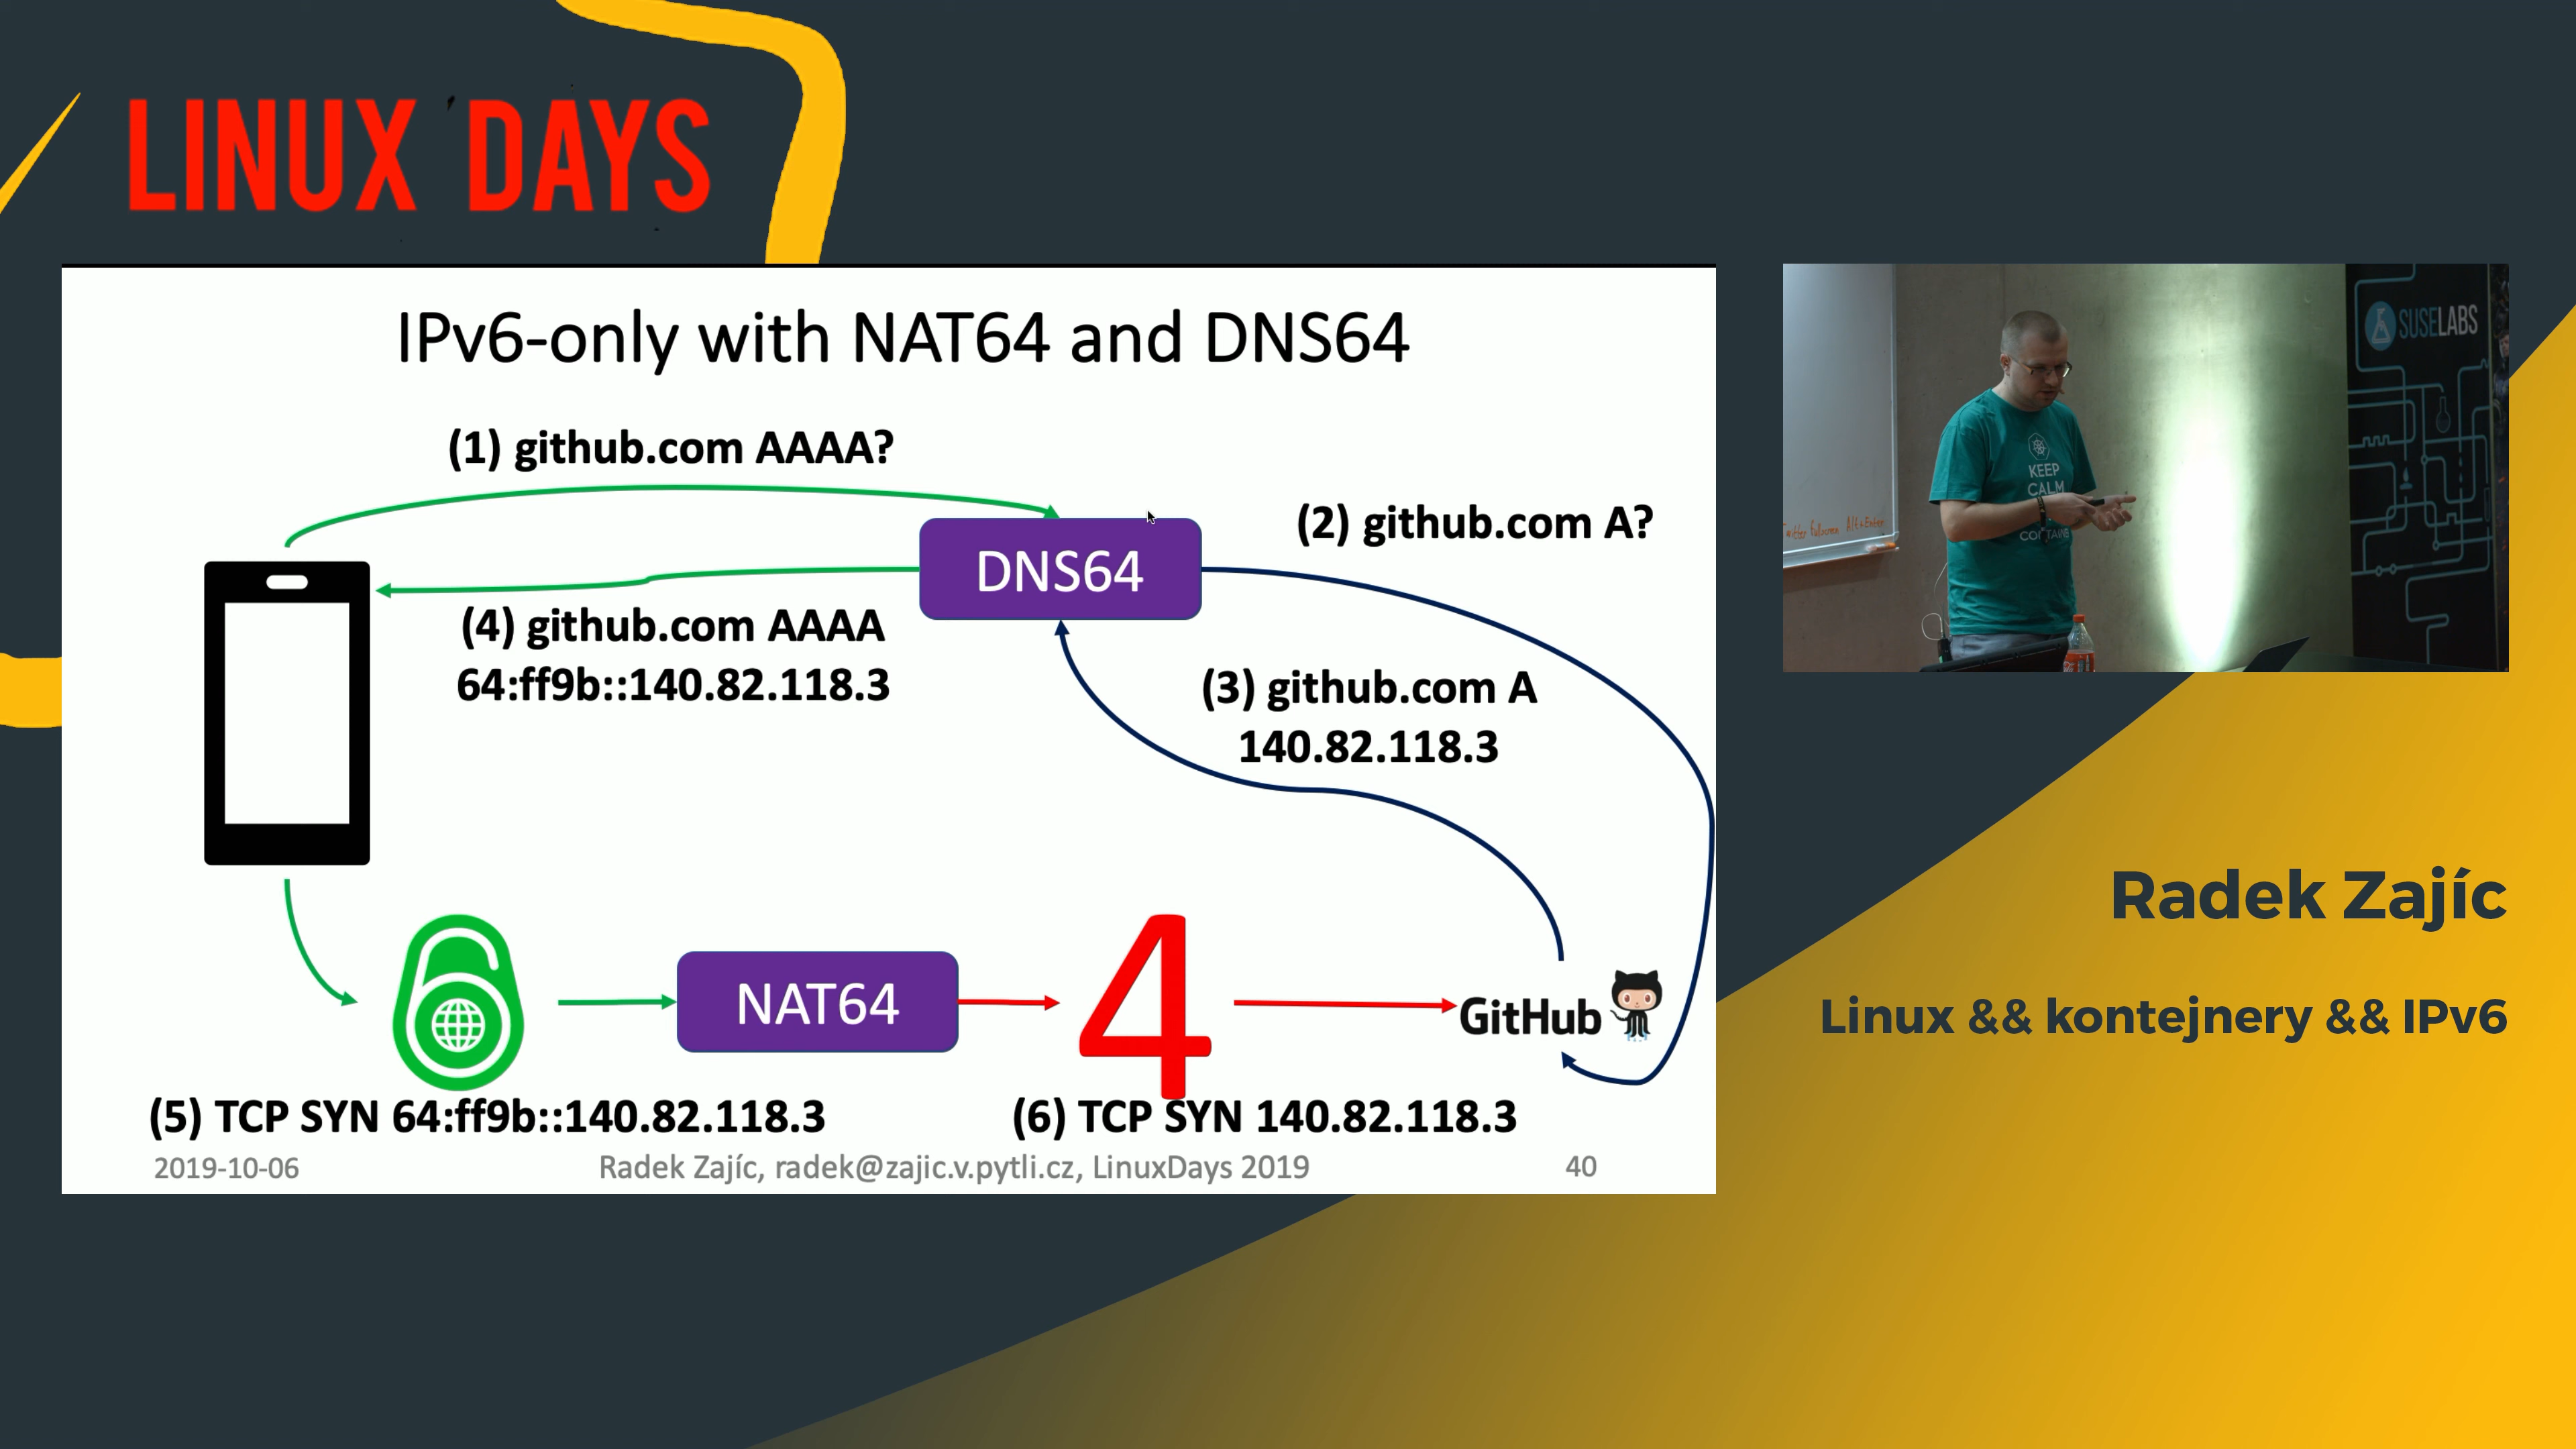 LINUX DAYS
IPv6-only with NAT64 and DNS64
(1) github.com AAAA?
(2) github.com A?
DNS64
(4) github.com AAAA
64:ff9b::140.82.118.3
(3) github.com A
140.82.118.3
NAT64
4
GitHub
(5) TCP SYN 64:ff9b::140.82.118.3
(6) TCP SYN 140.82.118.3
2019-10-06
Radek Zajíc, radek@zajic.v.pytli.cz, LinuxDays 2019
40
SUSELABS
KEEP
CALM
Radek Zajíc
Linux && kontejnery && IPv6